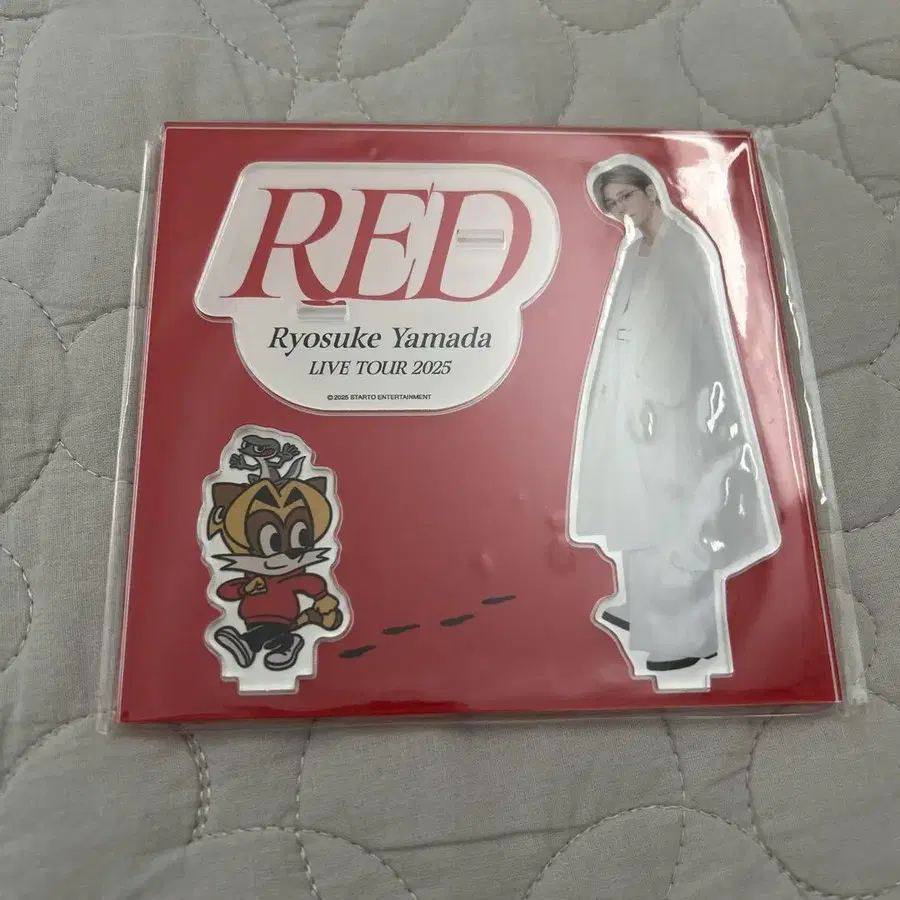 RED
Ryosuke Yamada
LIVE TOUR 2025
©2025 STARTO ENTERTAINMENT